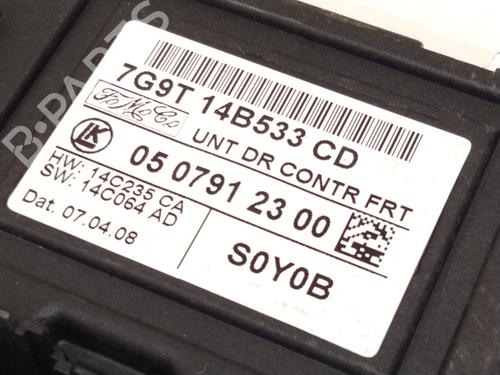 7G9T 14B533 CD
FoMoCo
UNT DR CONTR FRT
LK
05 0791 23 00
HW: 14C235 CA
SW: 14C064 AD
Dat. 07.04.08
S0Y0B
B-PARTS